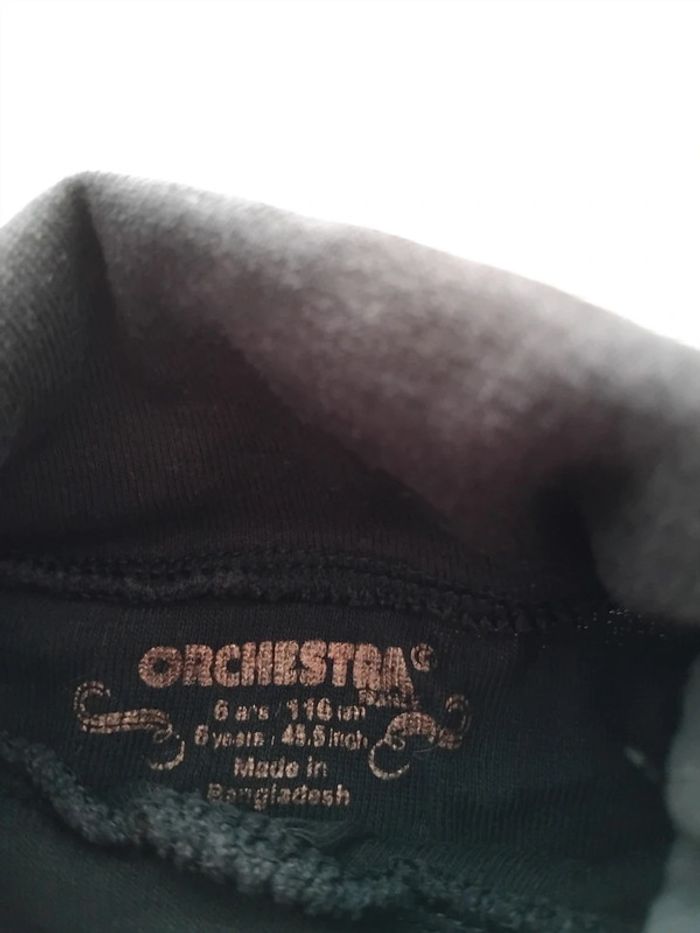 ORCHESTRA
6 ans / 116 cm
6 years / 45.5 inch
Made in
Bangladesh